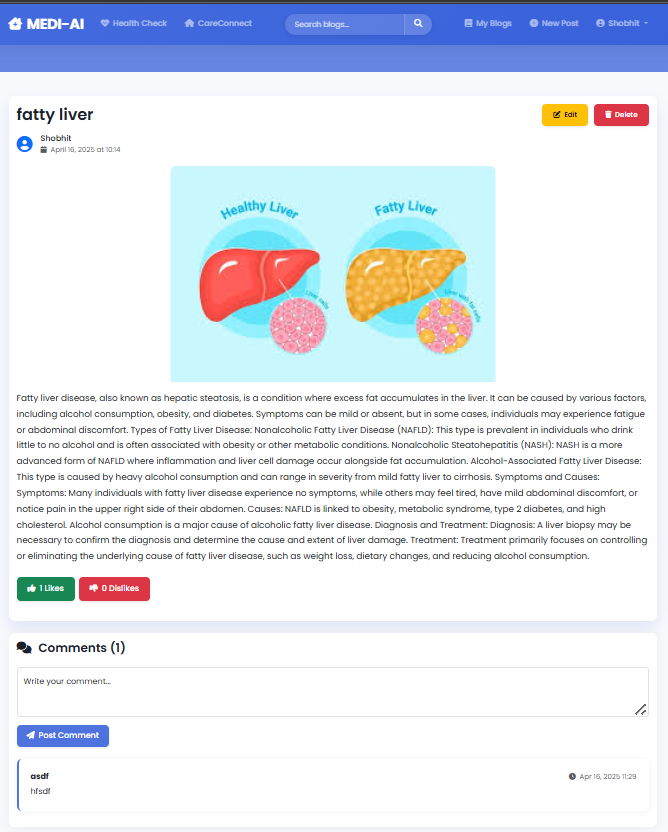 MEDI-AI Health Check CareConnect Search blogs... My Blogs New Post Shobhit
fatty liver
Edit Delete
Shobhit
April 16, 2025 at 10:14
Healthy Liver Fatty Liver
Liver cells Liver with fat cells
Fatty liver disease, also known as hepatic steatosis, is a condition where excess fat accumulates in the liver. It can be caused by various factors,
including alcohol consumption, obesity, and diabetes. Symptoms can be mild or absent, but in some cases, individuals may experience fatigue
or abdominal discomfort. Types of Fatty Liver Disease: Nonalcoholic Fatty Liver Disease (NAFLD): This type is prevalent in individuals who drink
little to no alcohol and is often associated with obesity or other metabolic conditions. Nonalcoholic Steatohepatitis (NASH): NASH is a more
advanced form of NAFLD where inflammation and liver cell damage occur alongside fat accumulation. Alcohol-Associated Fatty Liver Disease:
This type is caused by heavy alcohol consumption and can range in severity from mild fatty liver to cirrhosis. Symptoms and Causes:
Symptoms: Many individuals with fatty liver disease experience no symptoms, while others may feel tired, have mild abdominal discomfort, or
notice pain in the upper right side of their abdomen. Causes: NAFLD is linked to obesity, metabolic syndrome, type 2 diabetes, and high
cholesterol. Alcohol consumption is a major cause of alcoholic fatty liver disease. Diagnosis and Treatment: Diagnosis: A liver biopsy may be
necessary to confirm the diagnosis and determine the cause and extent of liver damage. Treatment: Treatment primarily focuses on controlling
or eliminating the underlying cause of fatty liver disease, such as weight loss, dietary changes, and reducing alcohol consumption.
1 Likes 0 Dislikes
Comments (1)
Write your comment...
Post Comment
asdf Apr 16, 2025 11:29
hfsdf